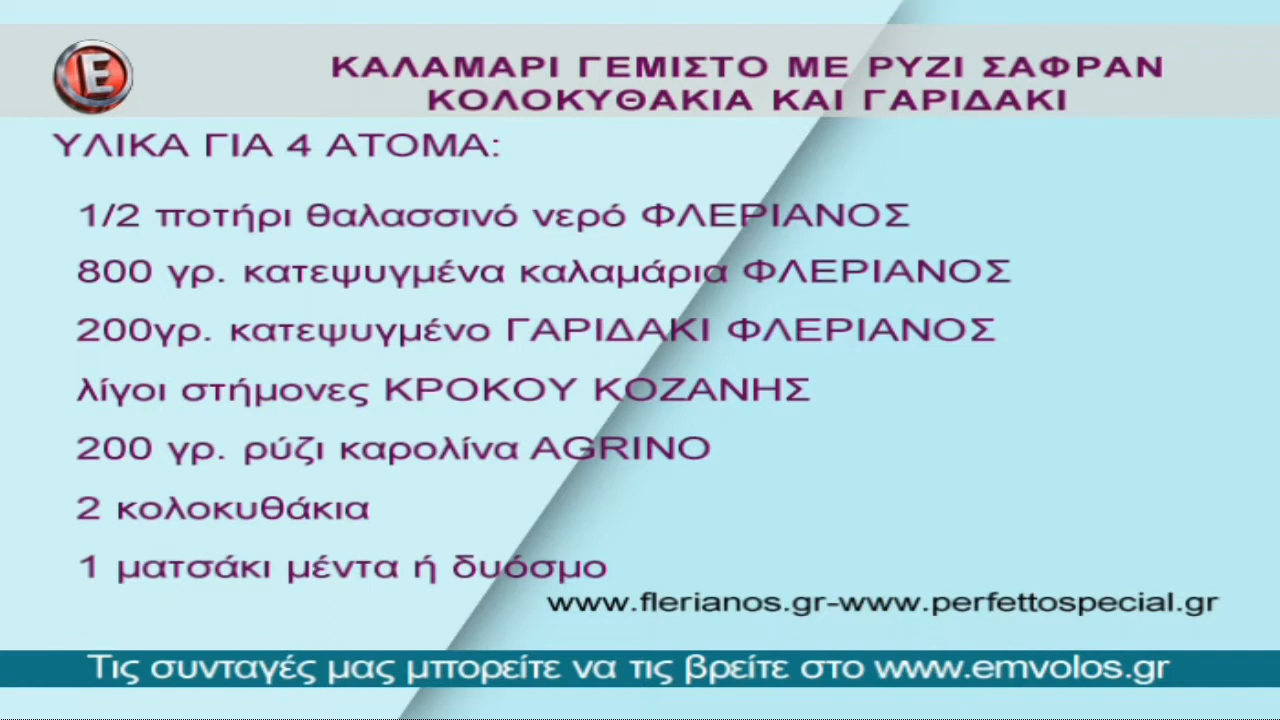 E
ΚΑΛΑΜΑΡΙ ΓΕΜΙΣΤΟ ΜΕ ΡΥΖΙ ΣΑΦΡΑΝ
ΚΟΛΟΚΥΘΑΚΙΑ ΚΑΙ ΓΑΡΙΔΑΚΙ
ΥΛΙΚΑ ΓΙΑ 4 ΑΤΟΜΑ:
1/2 ποτήρι θαλασσινό νερό ΦΛΕΡΙΑΝΟΣ
800 γρ. κατεψυγμένα καλαμάρια ΦΛΕΡΙΑΝΟΣ
200γρ. κατεψυγμένο ΓΑΡΙΔΑΚΙ ΦΛΕΡΙΑΝΟΣ
λίγοι στήμονες ΚΡΟΚΟΥ ΚΟΖΑΝΗΣ
200 γρ. ρύζι καρολίνα AGRINO
2 κολοκυθάκια
1 ματσάκι μέντα ή δυόσμο
www.flerianos.gr-www.perfettospecial.gr
Τις συνταγές μας μπορείτε να τις βρείτε στο www.emvolos.gr